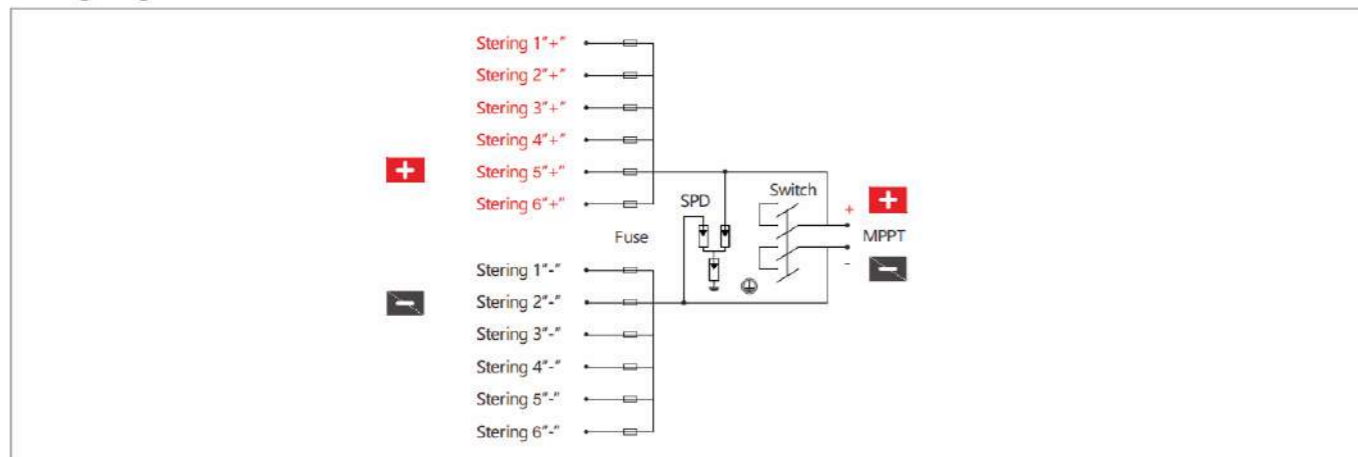 Stering 1"+"
Stering 2"+"
Stering 3"+"
Stering 4"+"
Stering 5"+"
Stering 6"+"
SPD
Switch
+
MPPT
-
Fuse
Stering 1"-"
Stering 2"-"
Stering 3"-"
Stering 4"-"
Stering 5"-"
Stering 6"-"